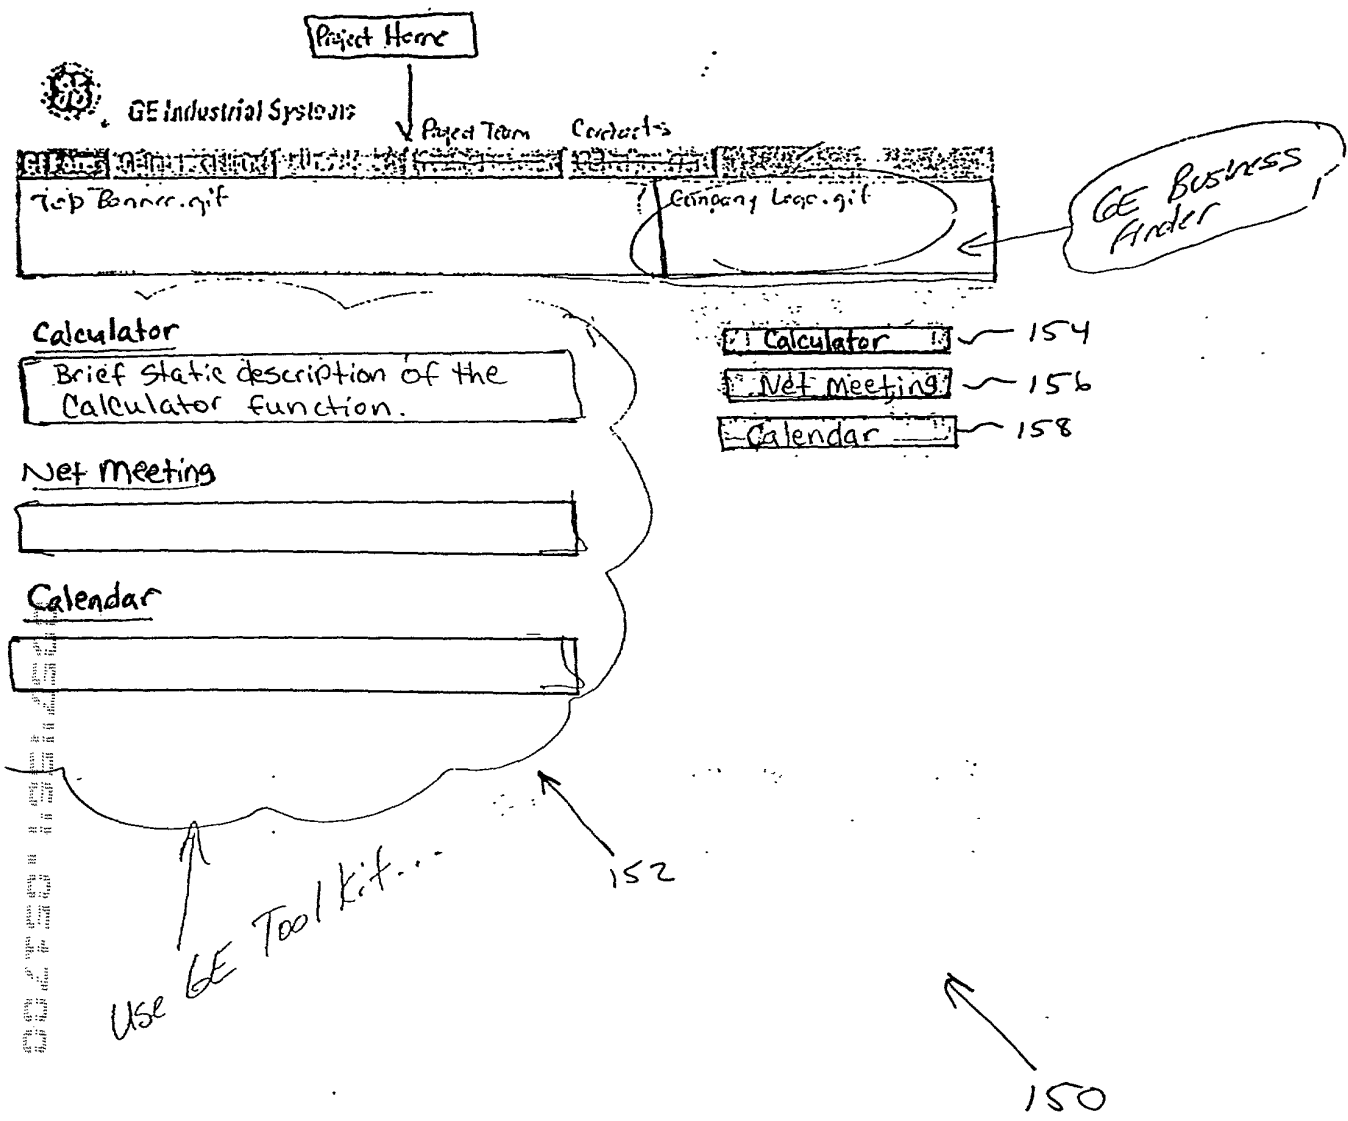 Project Home
GE Industrial Systems
Project Team
Contacts
Top Banner.gif
Company Logo.gif
GE Business
Finder
Calculator
Brief static description of the
Calculator function.
Net Meeting
Calendar
Calculator
154
Net Meeting
156
Calendar
158
152
Use GE Tool Kit...
150